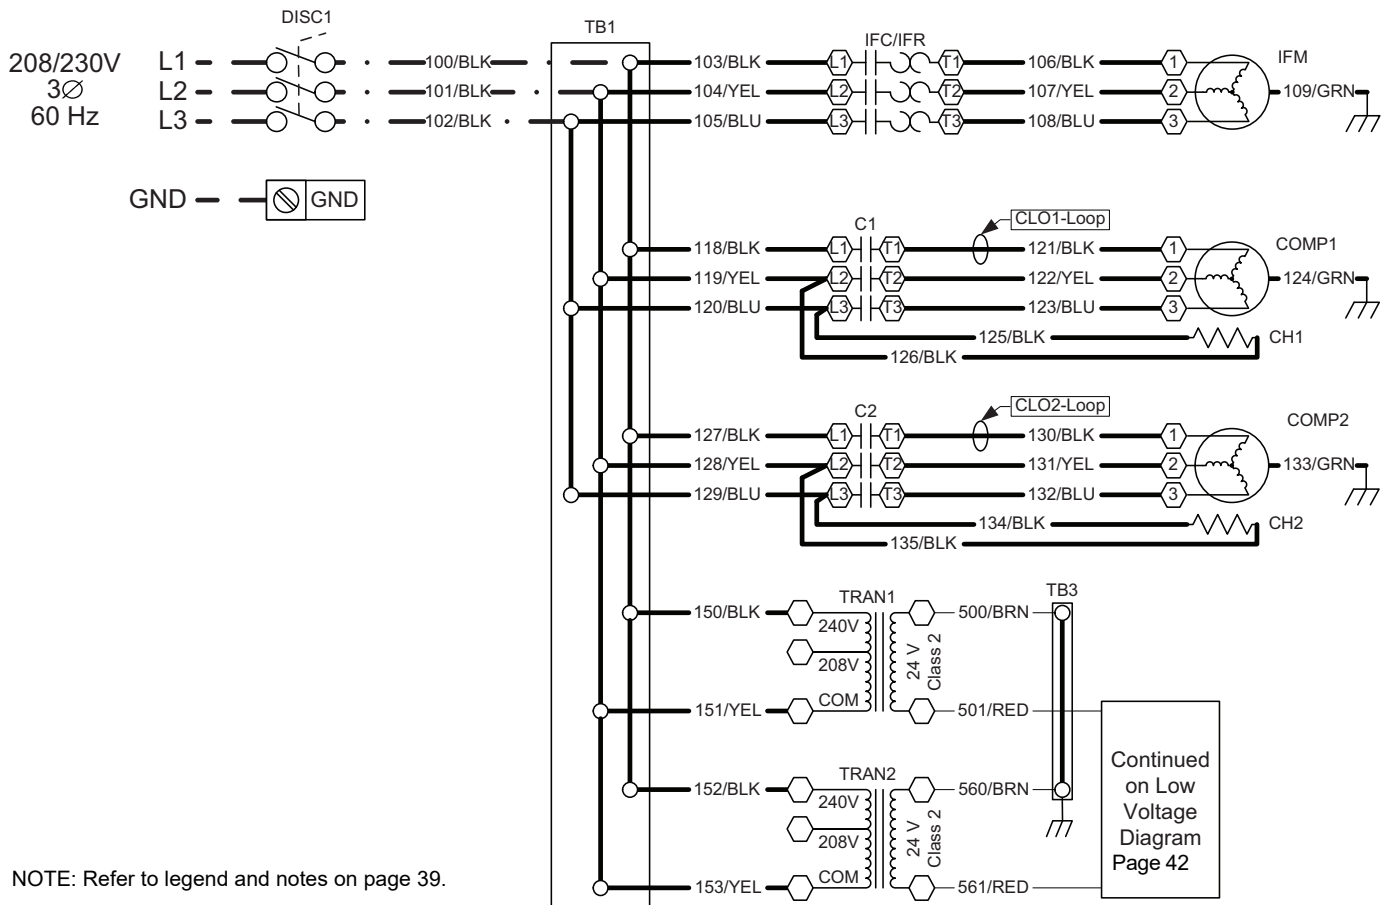 DISC1
TB1
208/230V
3Ø
60 Hz
L1
L2
L3
100/BLK
101/BLK
102/BLK
103/BLK
104/YEL
105/BLU
L1
L2
L3
IFC/IFR
T1
T2
T3
106/BLK
107/YEL
108/BLU
1
2
3
IFM
109/GRN
GND
GND
118/BLK
119/YEL
120/BLU
C1
L1
L2
L3
T1
T2
T3
CLO1-Loop
121/BLK
122/YEL
123/BLU
1
2
3
COMP1
124/GRN
125/BLK
CH1
126/BLK
127/BLK
128/YEL
129/BLU
C2
L1
L2
L3
T1
T2
T3
CLO2-Loop
130/BLK
131/YEL
132/BLU
1
2
3
COMP2
133/GRN
134/BLK
CH2
135/BLK
150/BLK
151/YEL
TRAN1
240V
208V
COM
24 V
Class 2
500/BRN
501/RED
TB3
152/BLK
153/YEL
TRAN2
240V
208V
COM
24 V
Class 2
560/BRN
561/RED
Continued
on Low
Voltage
Diagram
Page 42
NOTE: Refer to legend and notes on page 39.